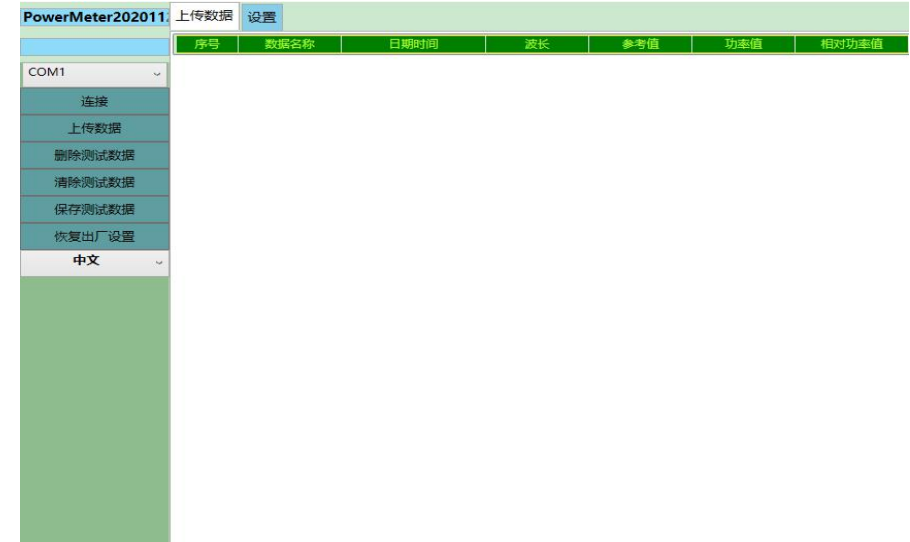 PowerMeter202011
上传数据 设置
序号 数据名称 日期时间 波长 参考值 功率值 相对功率值
COM1
连接
上传数据
删除测试数据
清除测试数据
保存测试数据
恢复出厂设置
中文